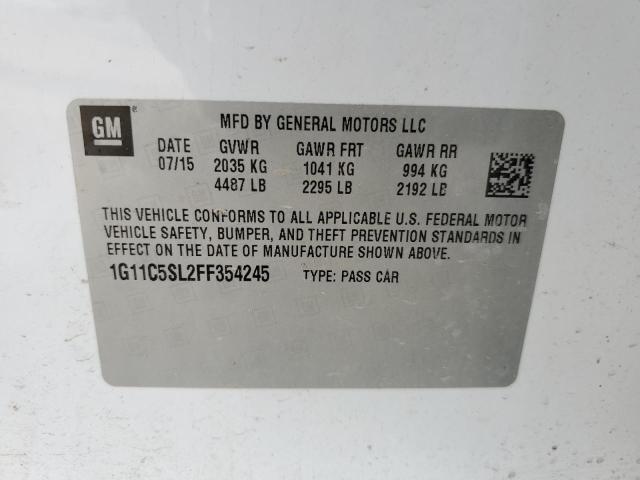 GM
MFD BY GENERAL MOTORS LLC
DATE GVWR GAWR FRT GAWR RR
07/15 2035 KG 1041 KG 994 KG
4487 LB 2295 LB 2192 LB
THIS VEHICLE CONFORMS TO ALL APPLICABLE U.S. FEDERAL MOTOR
VEHICLE SAFETY, BUMPER, AND THEFT PREVENTION STANDARDS IN
EFFECT ON THE DATE OF MANUFACTURE SHOWN ABOVE.
1G11C5SL2FF354245 TYPE: PASS CAR